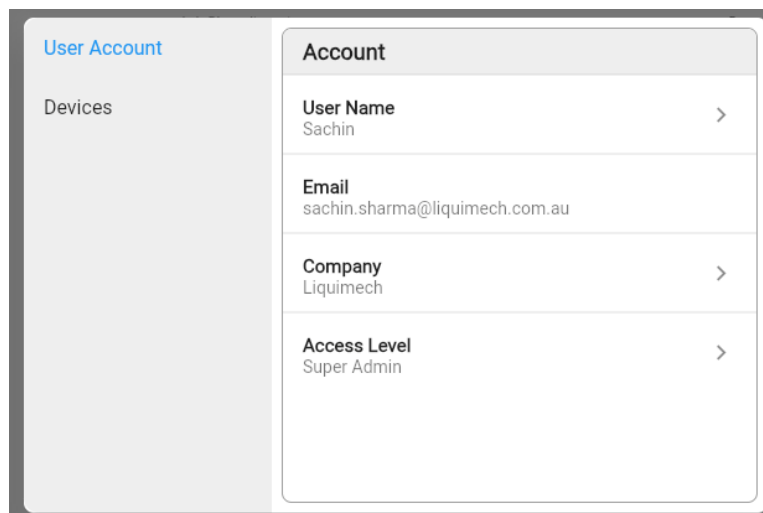 User Account
Devices
Account
User Name
Sachin
Email
sachin.sharma@liquimech.com.au
Company
Liquimech
Access Level
Super Admin